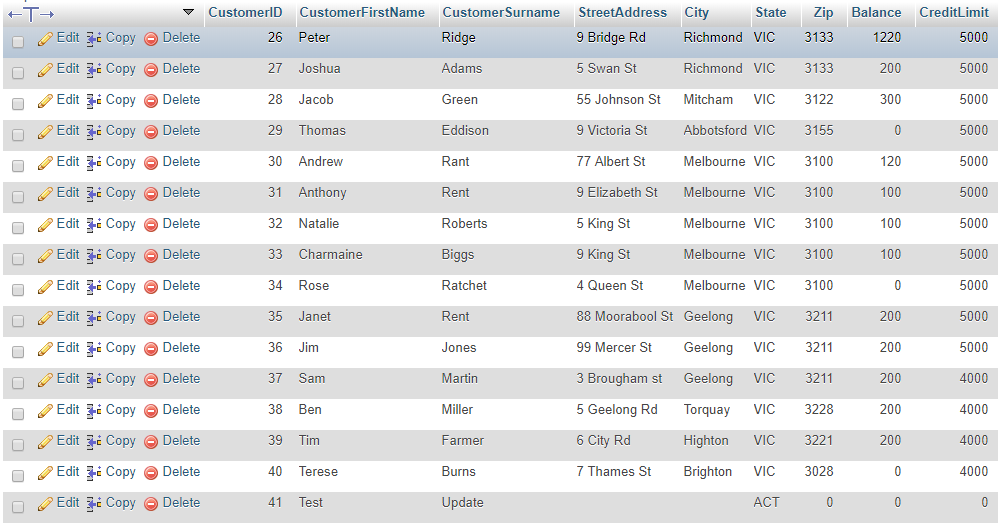 ←T→ CustomerID CustomerFirstName CustomerSurname StreetAddress City State Zip Balance CreditLimit
Edit Copy Delete 26 Peter Ridge 9 Bridge Rd Richmond VIC 3133 1220 5000
Edit Copy Delete 27 Joshua Adams 5 Swan St Richmond VIC 3133 200 5000
Edit Copy Delete 28 Jacob Green 55 Johnson St Mitcham VIC 3122 300 5000
Edit Copy Delete 29 Thomas Eddison 9 Victoria St Abbotsford VIC 3155 0 5000
Edit Copy Delete 30 Andrew Rant 77 Albert St Melbourne VIC 3100 120 5000
Edit Copy Delete 31 Anthony Rent 9 Elizabeth St Melbourne VIC 3100 100 5000
Edit Copy Delete 32 Natalie Roberts 5 King St Melbourne VIC 3100 100 5000
Edit Copy Delete 33 Charmaine Biggs 9 King St Melbourne VIC 3100 100 5000
Edit Copy Delete 34 Rose Ratchet 4 Queen St Melbourne VIC 3100 0 5000
Edit Copy Delete 35 Janet Rent 88 Moorabool St Geelong VIC 3211 200 5000
Edit Copy Delete 36 Jim Jones 99 Mercer St Geelong VIC 3211 200 5000
Edit Copy Delete 37 Sam Martin 3 Brougham st Geelong VIC 3211 200 4000
Edit Copy Delete 38 Ben Miller 5 Geelong Rd Torquay VIC 3228 200 4000
Edit Copy Delete 39 Tim Farmer 6 City Rd Highton VIC 3221 200 4000
Edit Copy Delete 40 Terese Burns 7 Thames St Brighton VIC 3028 0 4000
Edit Copy Delete 41 Test Update ACT 0 0 0